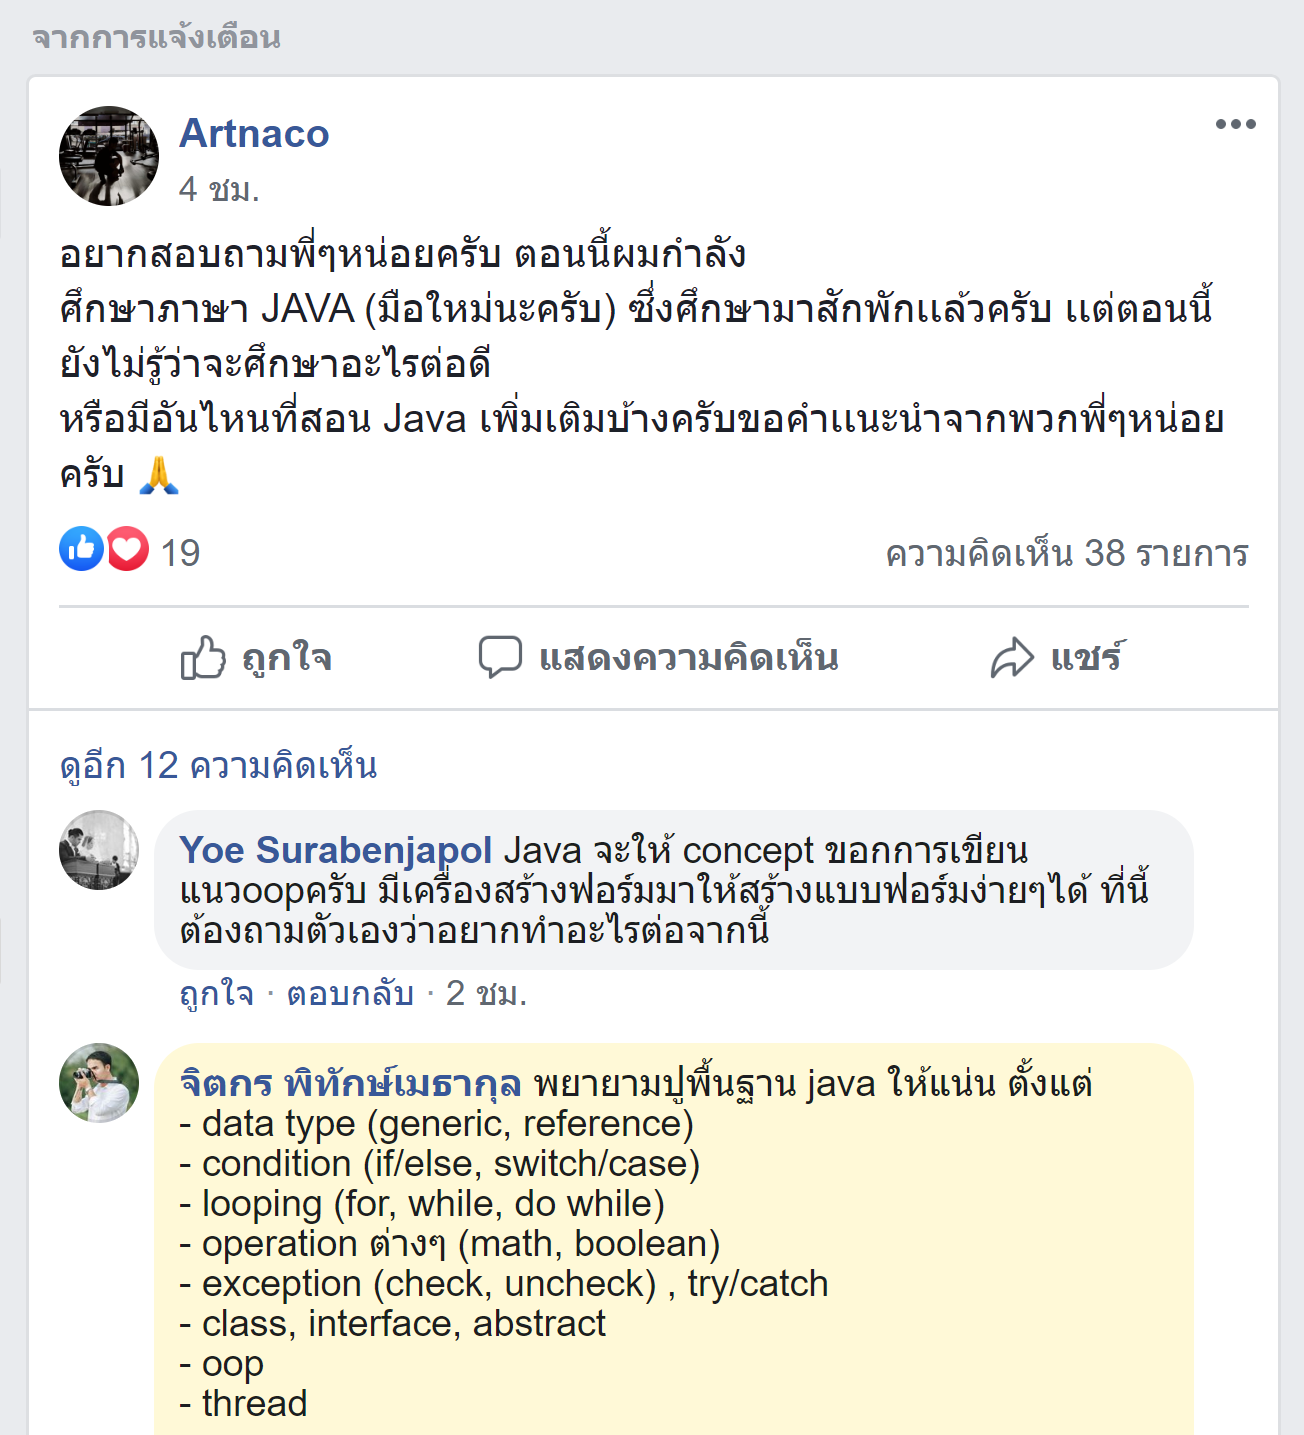 จากการแจ้งเตือน
Artnaco
4 ชม.
อยากสอบถามพี่ๆหน่อยครับ ตอนนี้ผมกำลัง
ศึกษาภาษา JAVA (มือใหม่นะครับ) ซึ่งศึกษามาสักพักแล้วครับ แต่ตอนนี้
ยังไม่รู้ว่าจะศึกษาอะไรต่อดี
หรือมีอันไหนที่สอน Java เพิ่มเติมบ้างครับขอคำแนะนำจากพวกพี่ๆหน่อย
ครับ 🙏
19
ความคิดเห็น 38 รายการ
ถูกใจ
แสดงความคิดเห็น
แชร์
ดูอีก 12 ความคิดเห็น
Yoe Surabenjapol Java จะให้ concept ขอกการเขียน
แนวoopครับ มีเครื่องสร้างฟอร์มมาให้สร้างแบบฟอร์มง่ายๆได้ ที่นี้
ต้องถามตัวเองว่าอยากทำอะไรต่อจากนี้
ถูกใจ · ตอบกลับ · 2 ชม.
จิตกร พิทักษ์เมธากุล พยายามปูพื้นฐาน java ให้แน่น ตั้งแต่
- data type (generic, reference)
- condition (if/else, switch/case)
- looping (for, while, do while)
- operation ต่างๆ (math, boolean)
- exception (check, uncheck) , try/catch
- class, interface, abstract
- oop
- thread